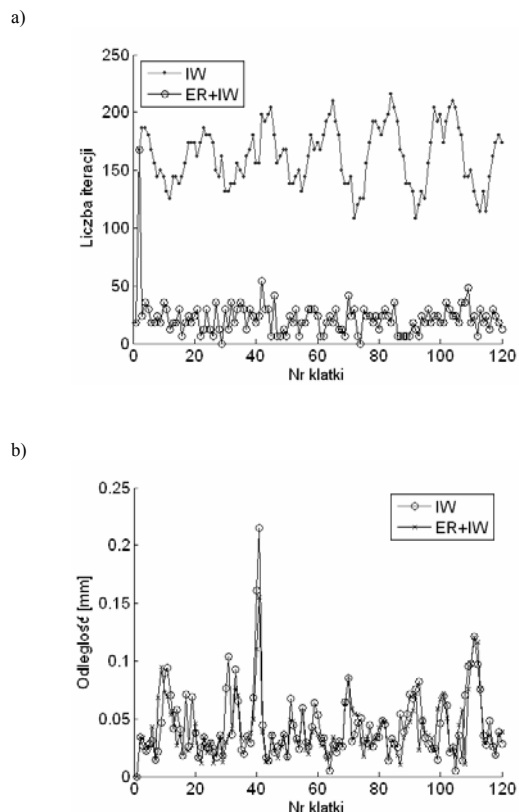 a)
IW
ER+IW
Liczba iteracji
250
200
150
100
50
0
0 20 40 60 80 100 120
Nr klatki
b)
IW
ER+IW
Odległość [mm]
0.25
0.2
0.15
0.1
0.05
0
0 20 40 60 80 100 120
Nr klatki